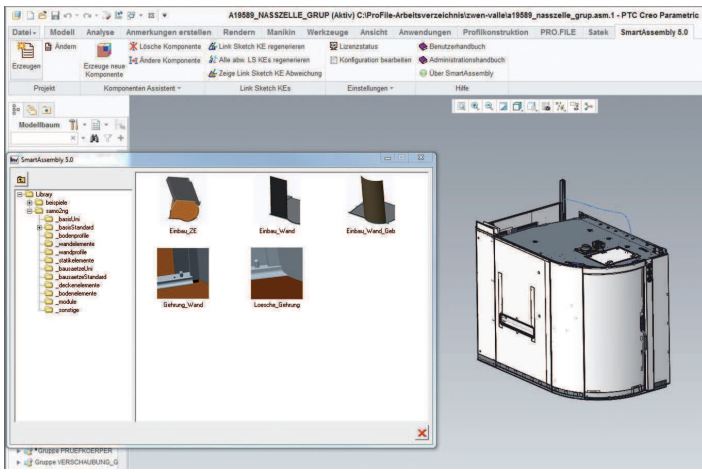 A19589_NASSZELLE_GRUP (Aktiv) C:\ProFile-Arbeitsverzeichnis\zwen-valle\a19589_nasszelle_grup.asm.1 - PTC Creo Parametric
Datei Modell Analyse Anmerkungen erstellen Rendern Manikin Werkzeuge Ansicht Anwendungen Profilkonstruktion PRO.FILE Satek SmartAssembly 5.0
Ändern Lösche Komponente Link Sketch KE regenerieren Lizenzstatus Benutzerhandbuch
Erzeugen Erzeuge neue Komponente Ändere Komponente Alle abw. LS KEs regenerieren Konfiguration bearbeiten Administrationshandbuch
Zeige Link Sketch KE Abweichung Über SmartAssembly
Projekt Komponenten Assistent Link Sketch KEs Einstellungen Hilfe
Modellbaum
SmartAssembly 5.0
Library
beispiele
_basisUni
_basisStandard
_bodenprofile
_wandelemente
_wandprofile
_statikelemente
_bausaetzeUni
_bausaetzeStandard
_deckenelemente
_bodenelemente
_module
_sonstige
Einbau_ZE Einbau_Wand Einbau_Wand_Geb
Gehrung_Wand Loesche_Gehrung
Gruppe PRUEFKOERPER
Gruppe VERSCHAUBUNG_G